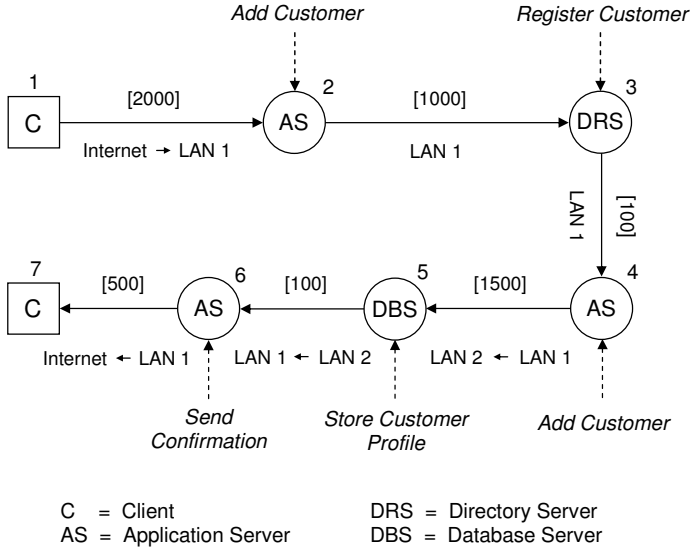 Add Customer
Register Customer
1
[2000]
2
[1000]
3
C
AS
DRS
Internet → LAN 1
LAN 1
LAN 1
[100]
7
[500]
6
[100]
5
[1500]
4
C
AS
DBS
AS
Internet ← LAN 1
LAN 1 ← LAN 2
LAN 2 ← LAN 1
Send
Confirmation
Store Customer
Profile
Add Customer
C = Client
DRS = Directory Server
AS = Application Server
DBS = Database Server